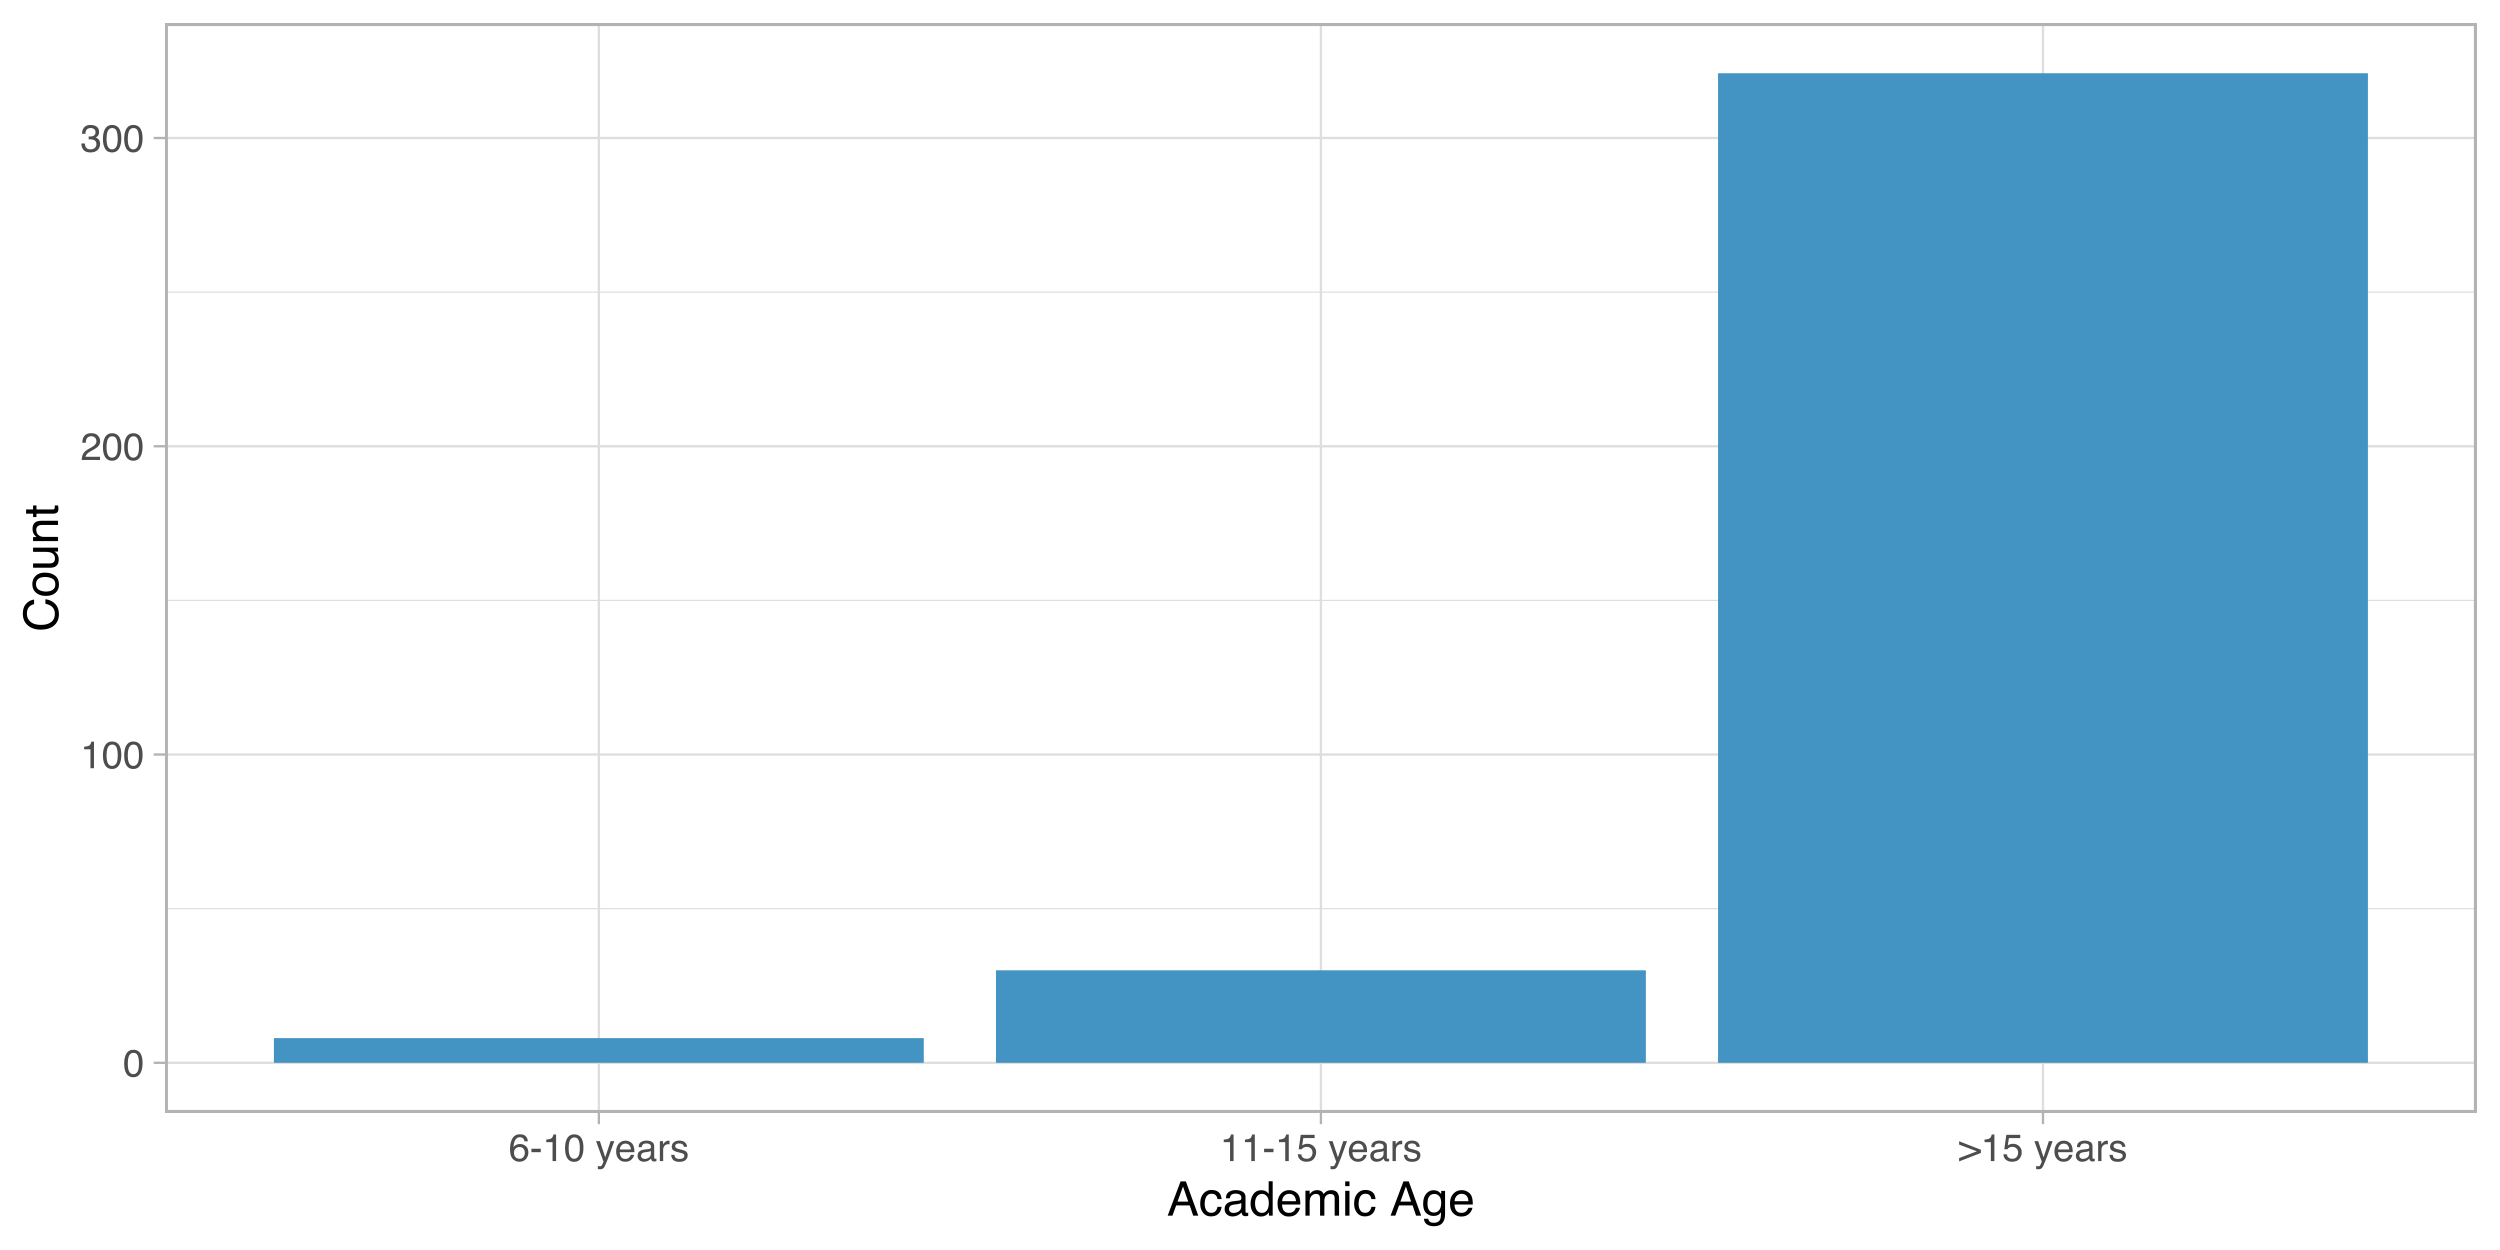 300
200
100
0
Count
6-10 years
11-15 years
>15 years
Academic Age